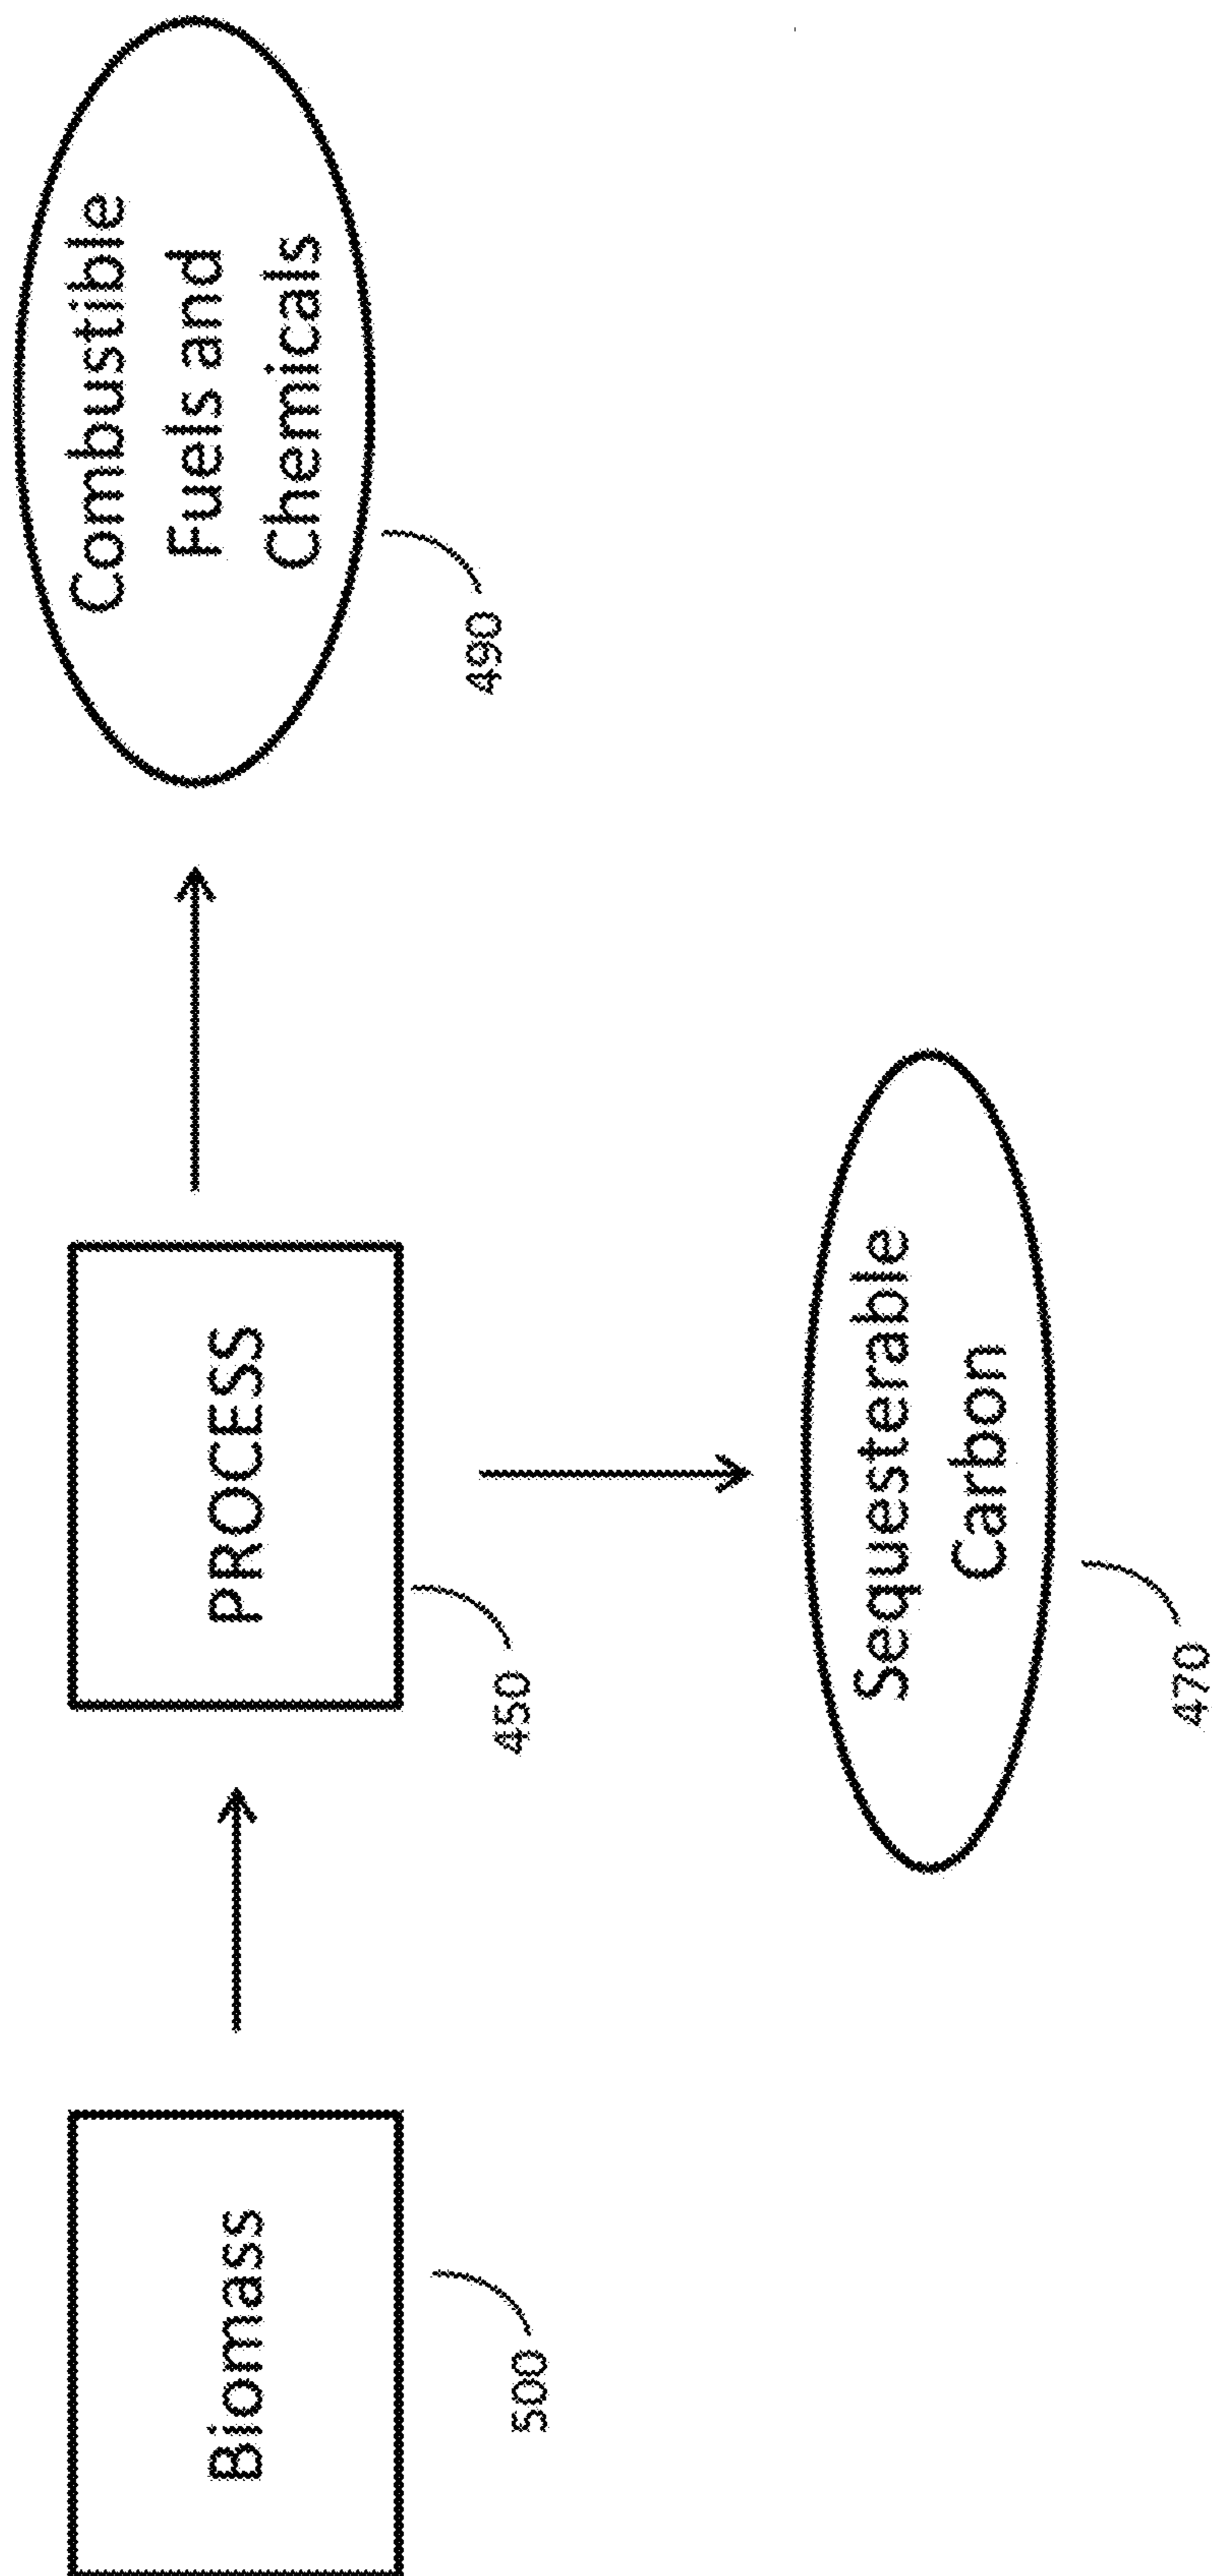 Biomass
500
PROCESS
450
Combustible
Fuels and
Chemicals
490
Sequesterable
Carbon
470